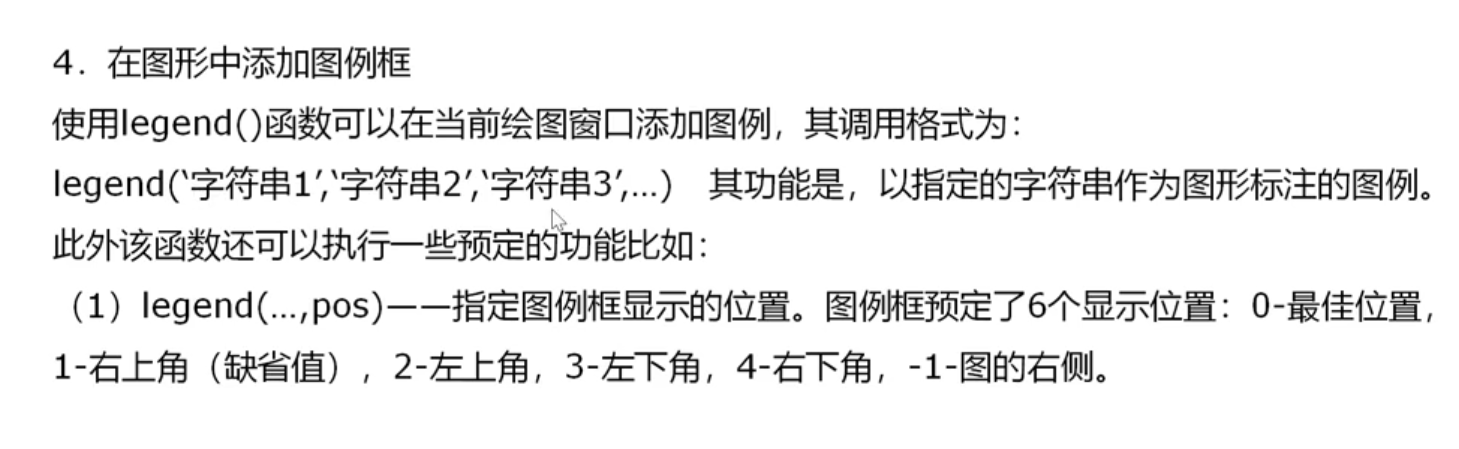 4．在图形中添加图例框
使用legend()函数可以在当前绘图窗口添加图例，其调用格式为：
legend(‘字符串1’,‘字符串2’,‘字符串3’,...) 其功能是，以指定的字符串作为图形标注的图例。
此外该函数还可以执行一些预定的功能比如：
（1）legend(...,pos)——指定图例框显示的位置。图例框预定了6个显示位置：0-最佳位置，
1-右上角（缺省值），2-左上角，3-左下角，4-右下角，-1-图的右侧。